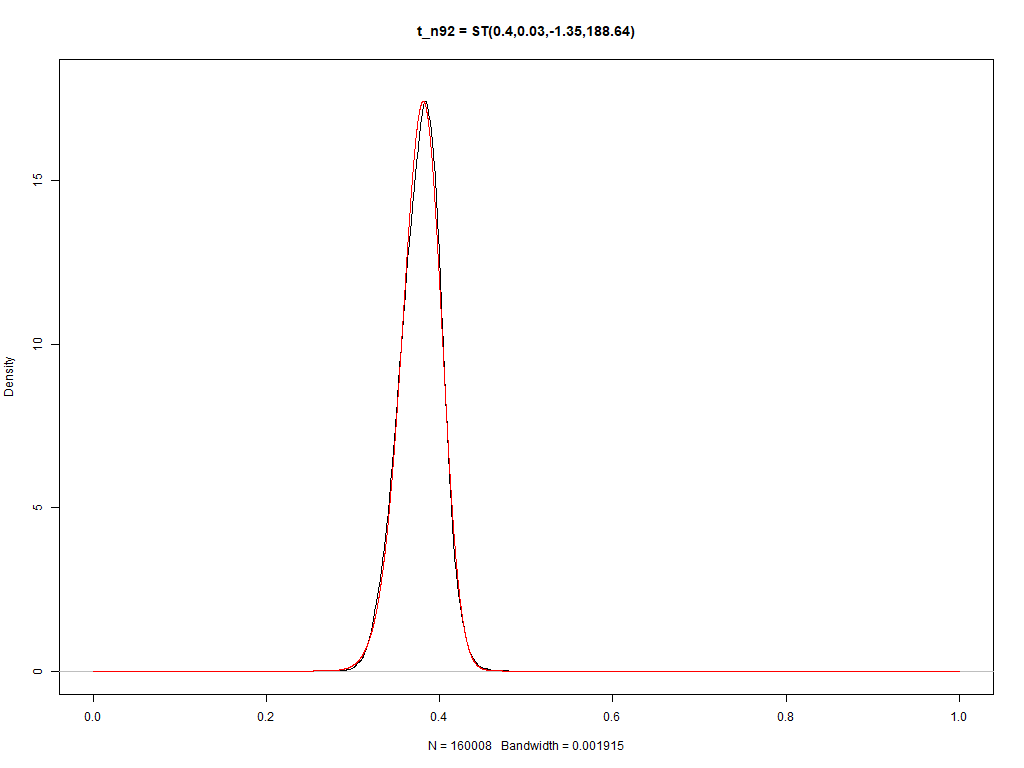 t_n92 = ST(0.4,0.03,-1.35,188.64)
Density
15
10
5
0
0.0 0.2 0.4 0.6 0.8 1.0
N = 160008 Bandwidth = 0.001915